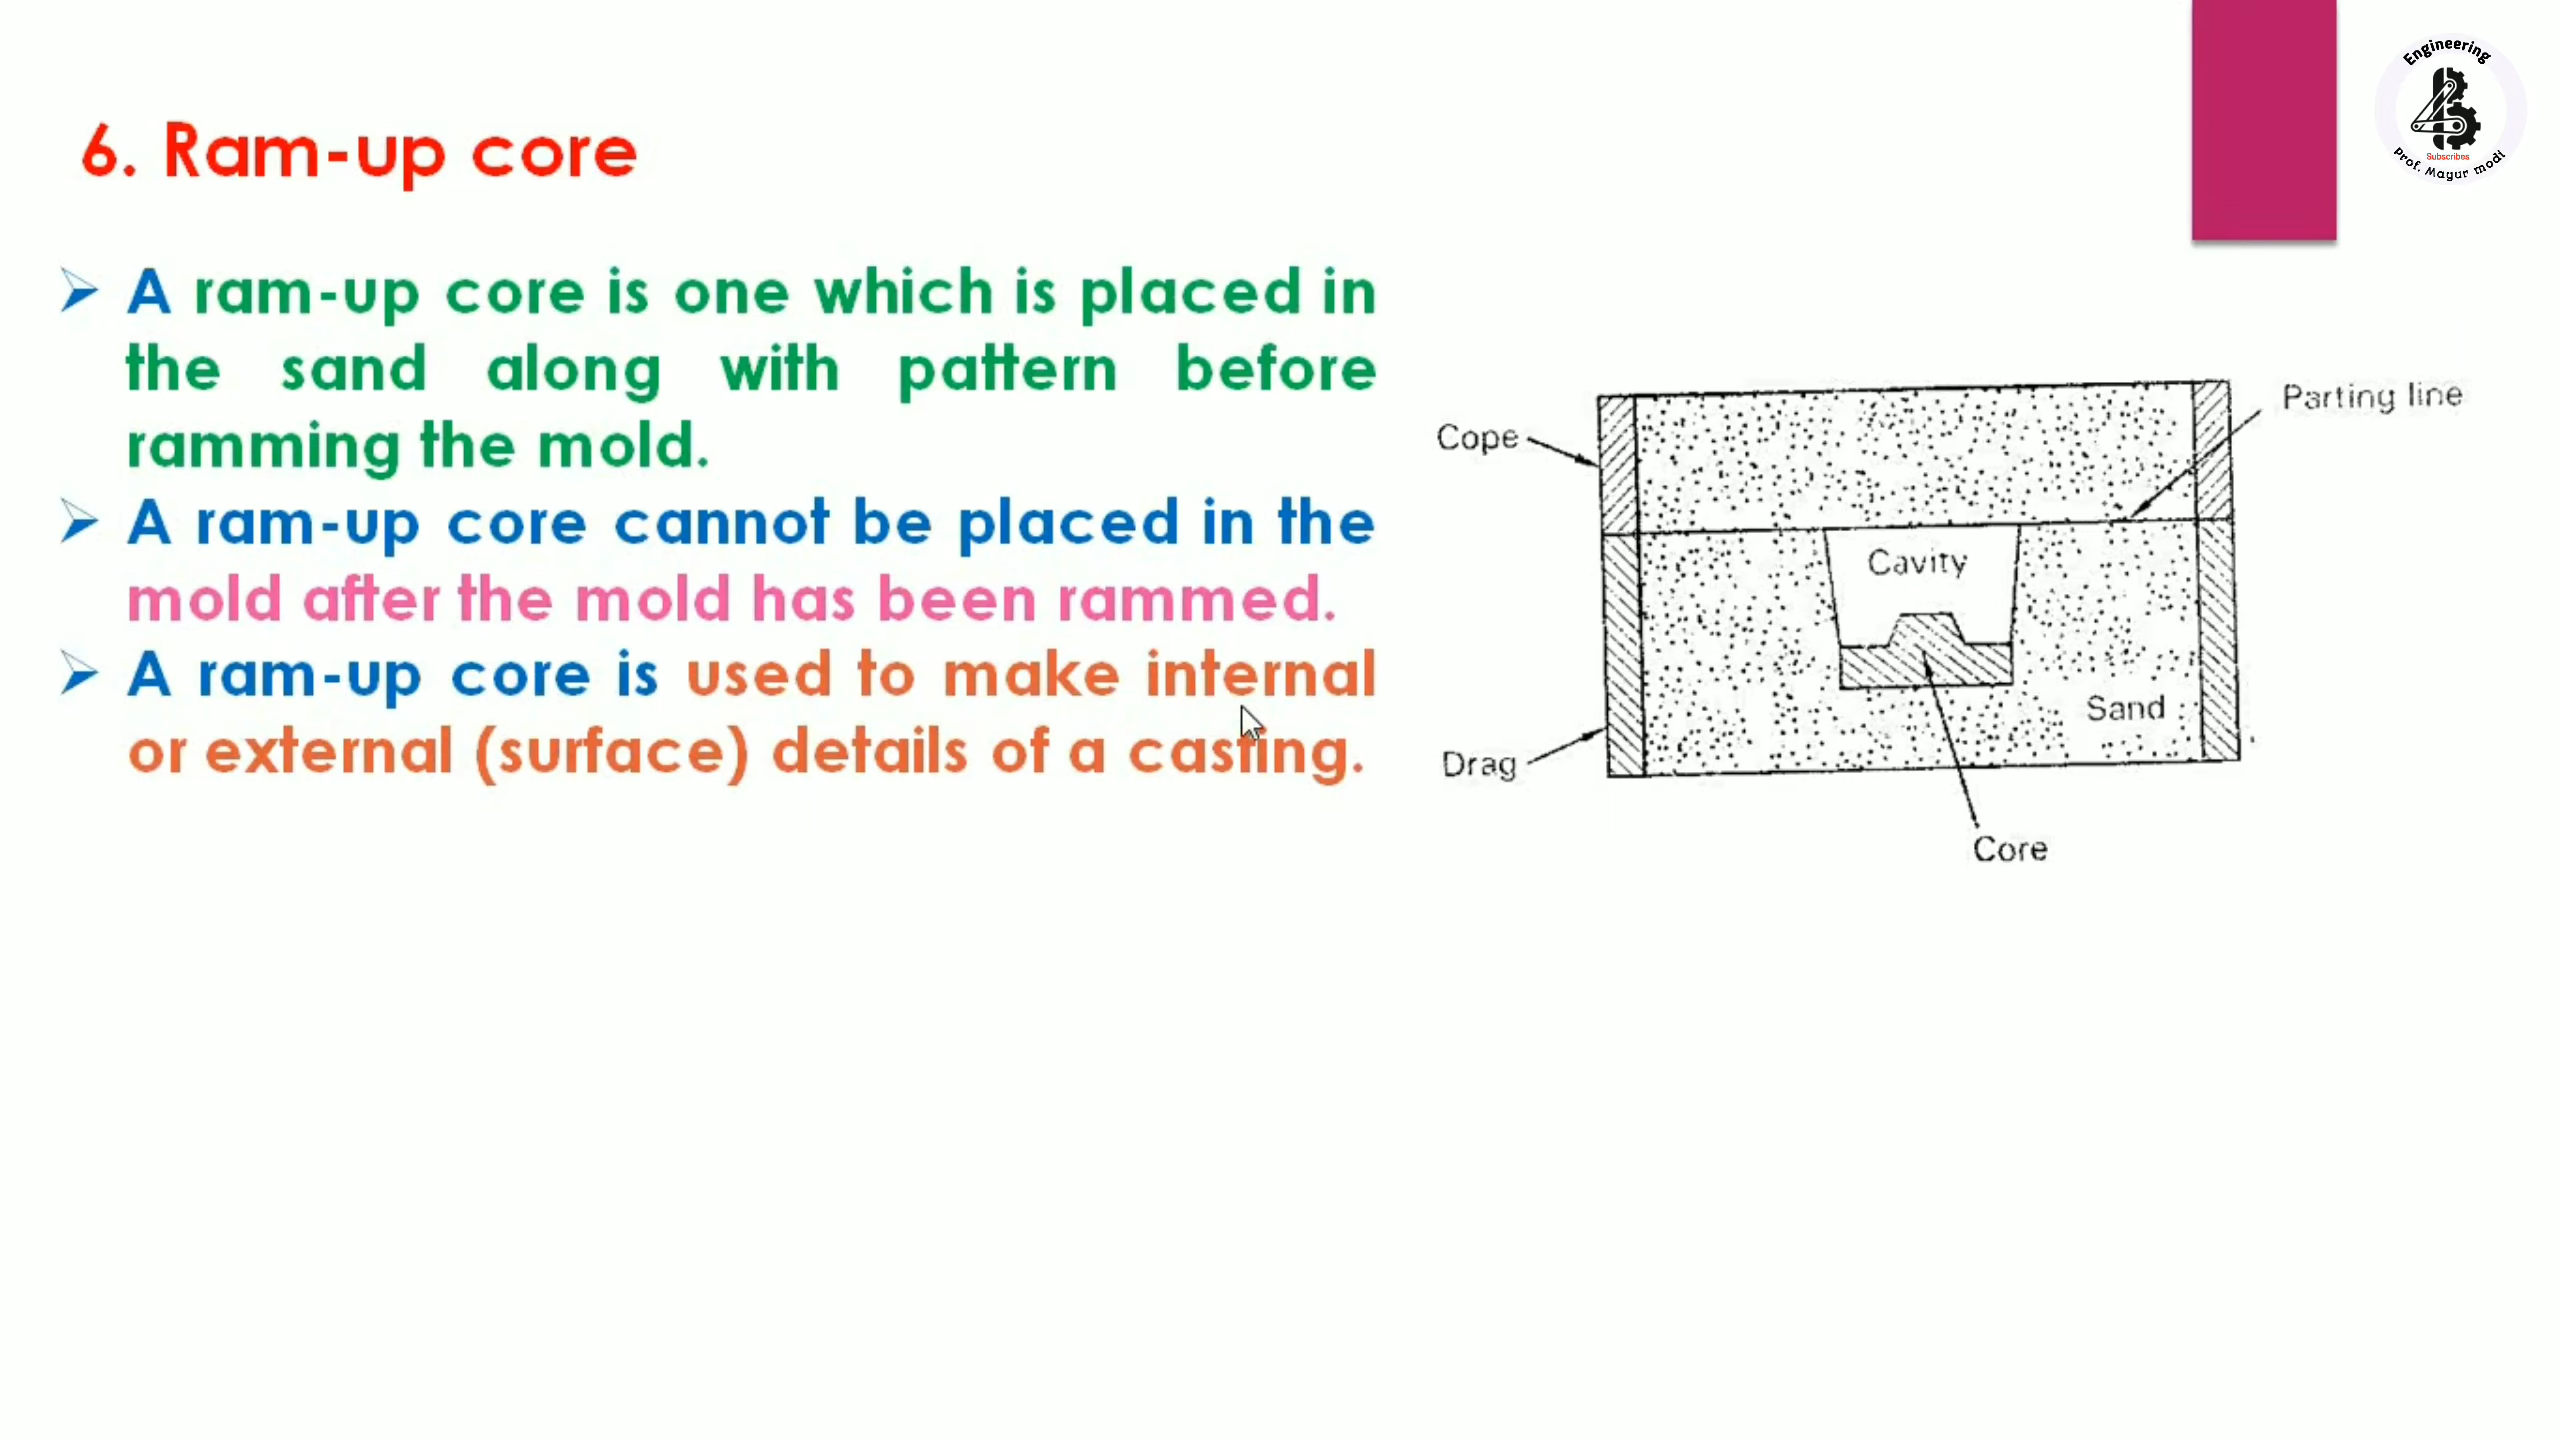 Engineering
Subscribes
Prof. Mayur modi
6. Ram-up core
➢ A ram-up core is one which is placed in
the sand along with pattern before
ramming the mold.
➢ A ram-up core cannot be placed in the
mold after the mold has been rammed.
➢ A ram-up core is used to make internal
or external (surface) details of a casting.
Parting line
Cope
Cavity
Sand
Drag
Core